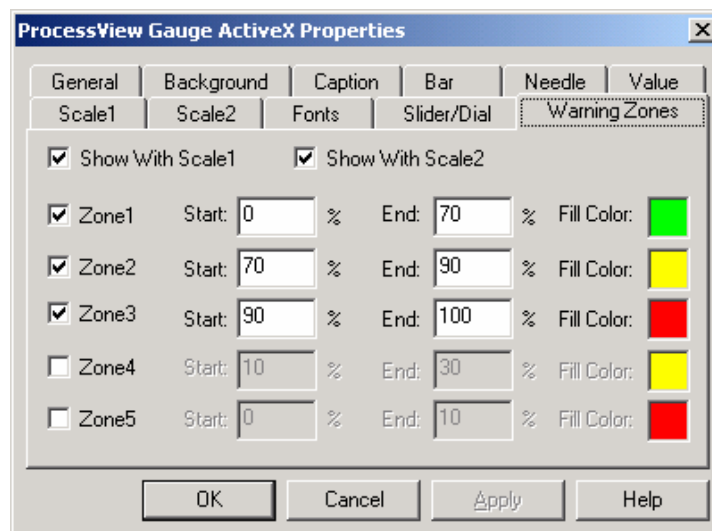 ProcessView Gauge ActiveX Properties
General Background Caption Bar Needle Value
Scale1 Scale2 Fonts Slider/Dial Warning Zones
Show With Scale1 Show With Scale2
Zone1 Start: 0 % End: 70 % Fill Color:
Zone2 Start: 70 % End: 90 % Fill Color:
Zone3 Start: 90 % End: 100 % Fill Color:
Zone4 Start: 10 % End: 30 % Fill Color:
Zone5 Start: 0 % End: 10 % Fill Color:
OK Cancel Apply Help